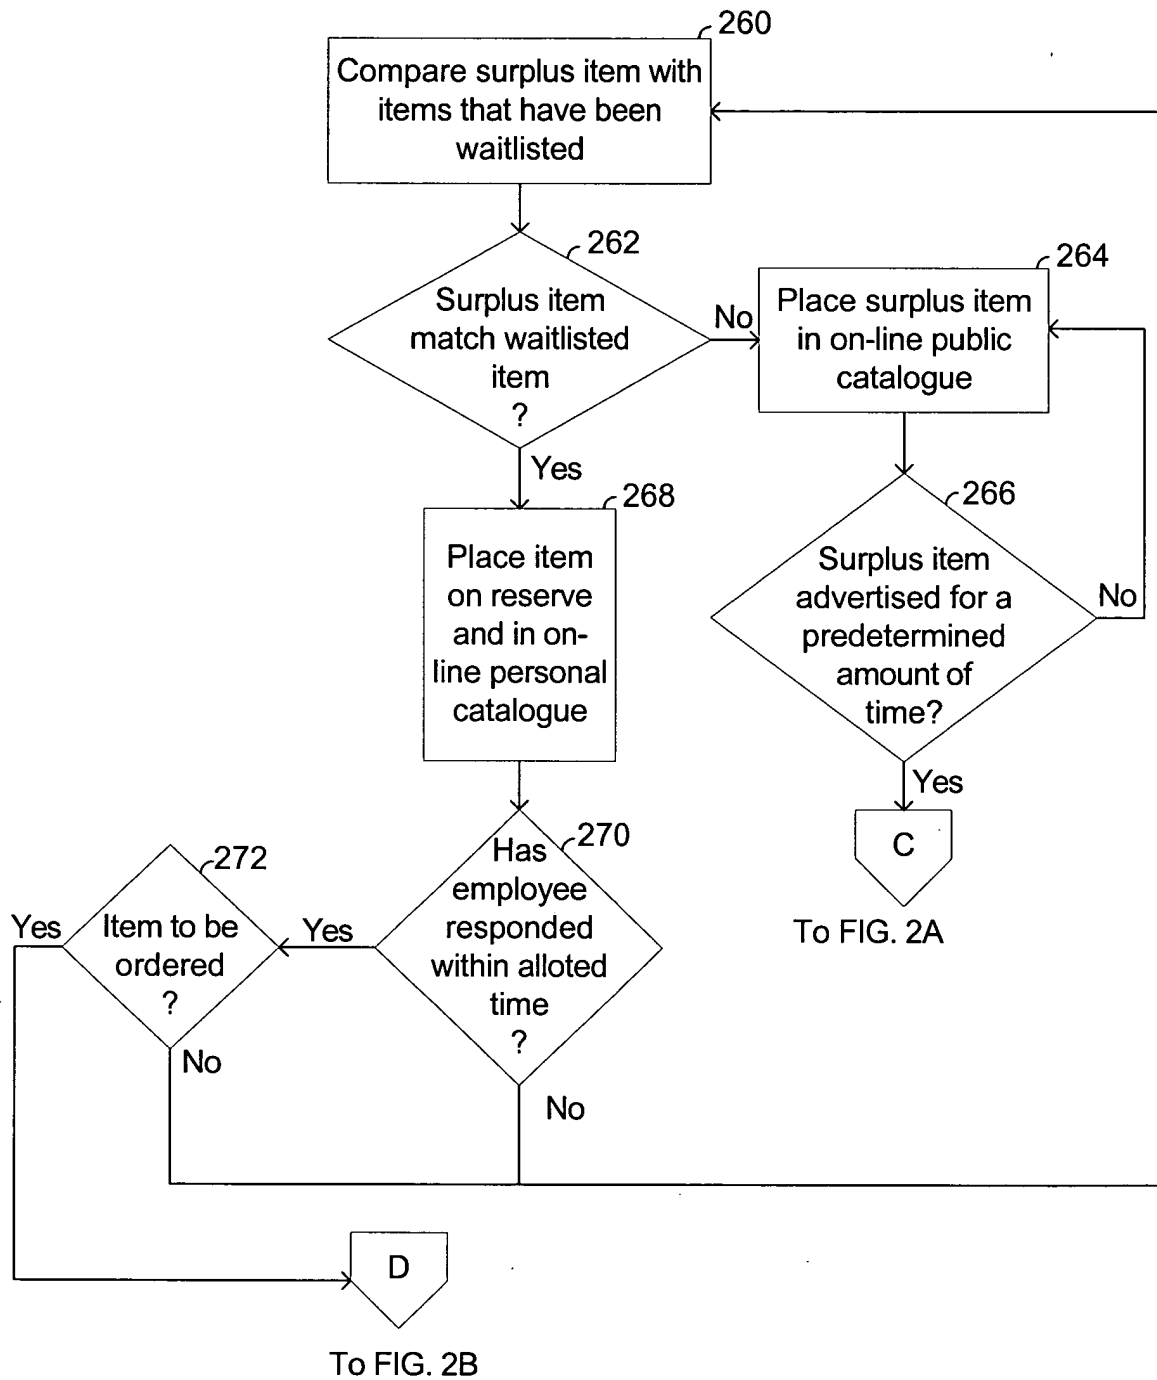 260
Compare surplus item with
items that have been
waitlisted
262
Surplus item
match waitlisted
item
?
No
264
Place surplus item
in on-line public
catalogue
Yes
268
Place item
on reserve
and in on-
line personal
catalogue
266
Surplus item
advertised for a
predetermined
amount of
time?
No
Yes
C
To FIG. 2A
270
Has
employee
responded
within alloted
time
?
Yes
No
272
Item to be
ordered
?
Yes
No
D
To FIG. 2B